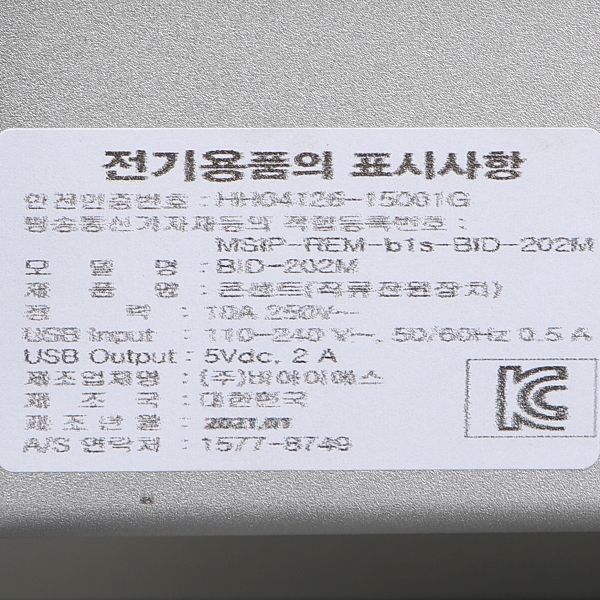 전기용품의 표시사항
안전인증번호 : HH04126-15001G
방송통신기자재등의 적합등록번호 :
MSIP-REM-b1s-BID-202M
모 델 명 : BID-202M
제 품 명 : 콘센트(직류전원장치)
정 격 : 10A 250V~,
USB Input : 110-240 V~, 50/60Hz 0.5 A
USB Output : 5Vdc, 2 A
제조업체명 : (주)비아이에스
제 조 국 : 대한민국
제 조 년 월 : 2021.01
A/S 연락처 : 1577-8749